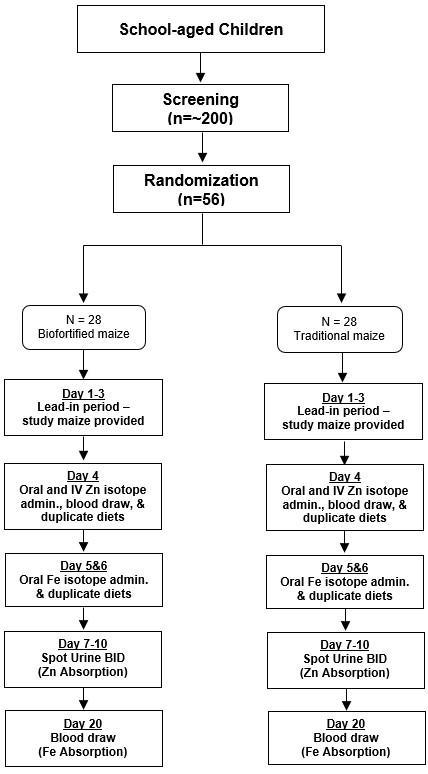 School-aged Children
Screening
(n=~200)
Randomization
(n=56)
N = 28
Biofortified maize
N = 28
Traditional maize
Day 1-3
Lead-in period –
study maize provided
Day 1-3
Lead-in period –
study maize provided
Day 4
Oral and IV Zn isotope
admin., blood draw, &
duplicate diets
Day 4
Oral and IV Zn isotope
admin., blood draw, &
duplicate diets
Day 5&6
Oral Fe isotope admin.
& duplicate diets
Day 5&6
Oral Fe isotope admin.
& duplicate diets
Day 7-10
Spot Urine BID
(Zn Absorption)
Day 7-10
Spot Urine BID
(Zn Absorption)
Day 20
Blood draw
(Fe Absorption)
Day 20
Blood draw
(Fe Absorption)